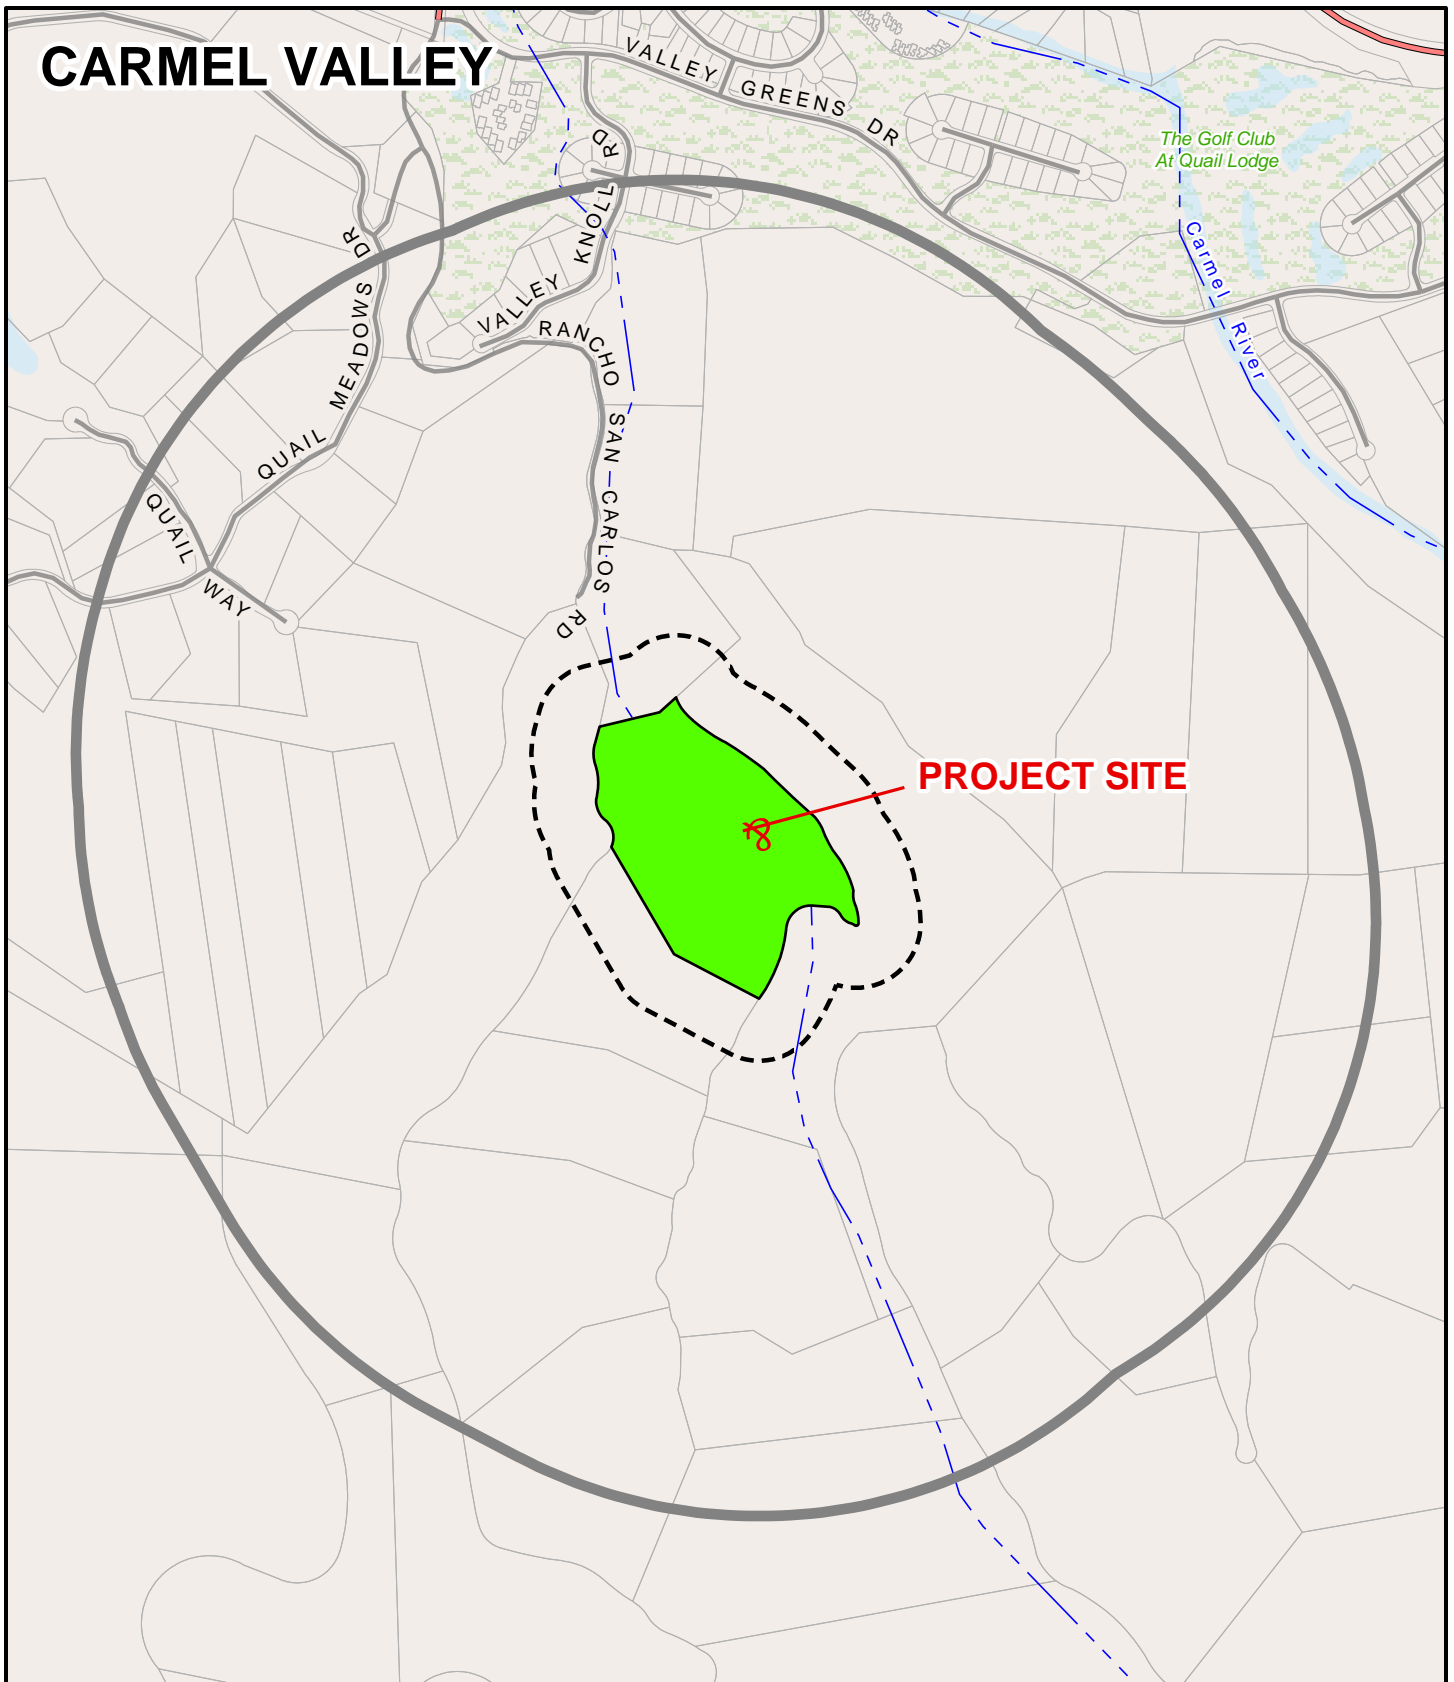 CARMEL VALLEY
VALLEY GREENS DR
The Golf Club
At Quail Lodge
VALLEY KNOLL RD
Carmel River
QUAIL MEADOWS DR
RANCHO SAN CARLOS RD
QUAIL WAY
PROJECT SITE